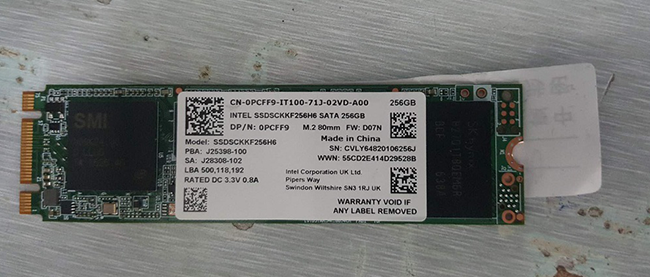 SMI
CN-0PCFF9-IT100-71J-02VD-A00 256GB
INTEL SSDSCKKF256H6 SATA 256GB
DP/N: 0PCFF9 M.2 80mm FW: D07N
Made in China
Model: SSDSCKKF256H6
SN: CVLY64820106256J
PBA: J25398-100
WWN: 55CD2E414D29528B
SA: J28308-102
LBA 500,118,192
RATED DC 3.3V 0.8A
Intel Corporation UK Ltd
Pipers Way
Swindon Wiltshire SN3 1RJ UK
WARRANTY VOID IF
ANY LABEL REMOVED